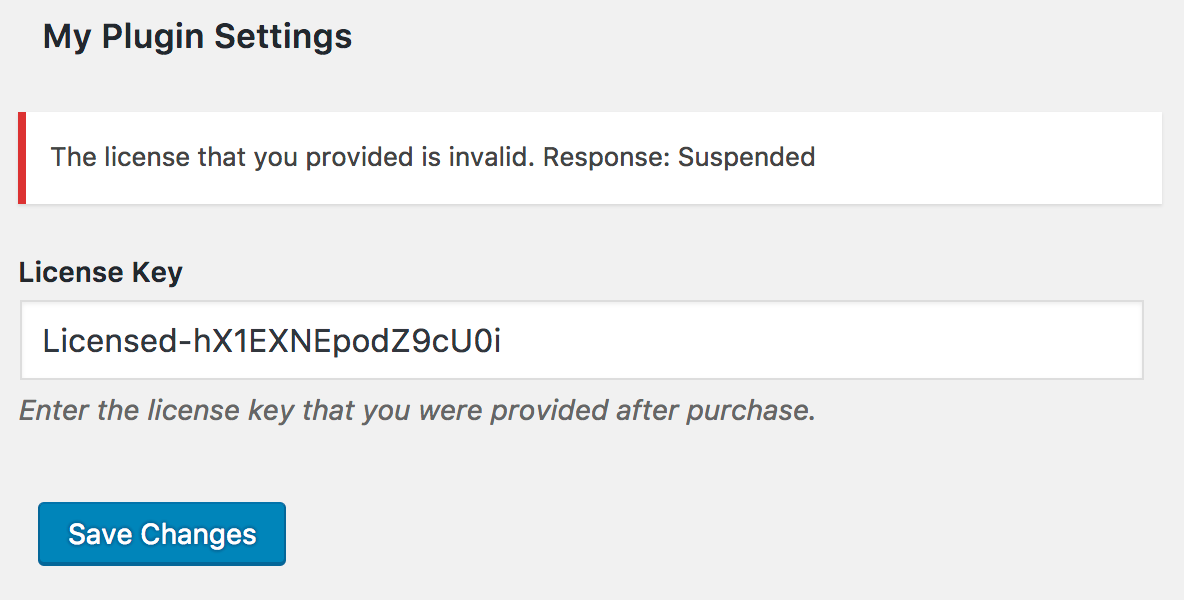 My Plugin Settings
The license that you provided is invalid. Response: Suspended
License Key
Licensed-hX1EXNEpodZ9cU0i
Enter the license key that you were provided after purchase.
Save Changes